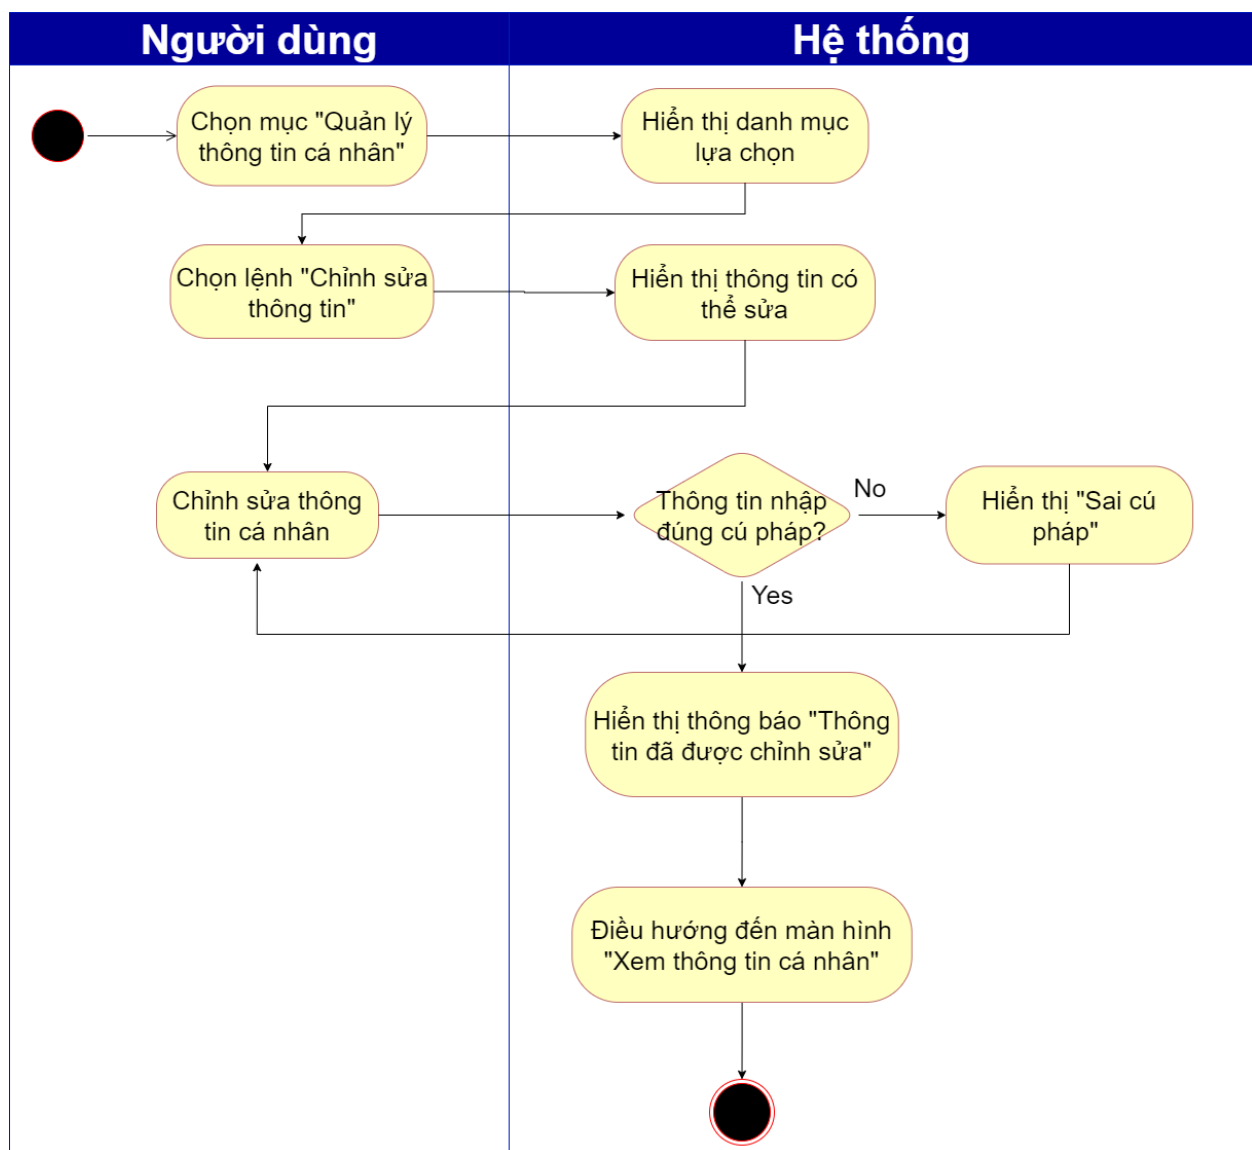 Người dùng
Hệ thống
Chọn mục "Quản lý
thông tin cá nhân"
Hiển thị danh mục
lựa chọn
Chọn lệnh "Chỉnh sửa
thông tin"
Hiển thị thông tin có
thể sửa
Chỉnh sửa thông
tin cá nhân
Thông tin nhập
đúng cú pháp?
No
Hiển thị "Sai cú
pháp"
Yes
Hiển thị thông báo "Thông
tin đã được chỉnh sửa"
Điều hướng đến màn hình
"Xem thông tin cá nhân"